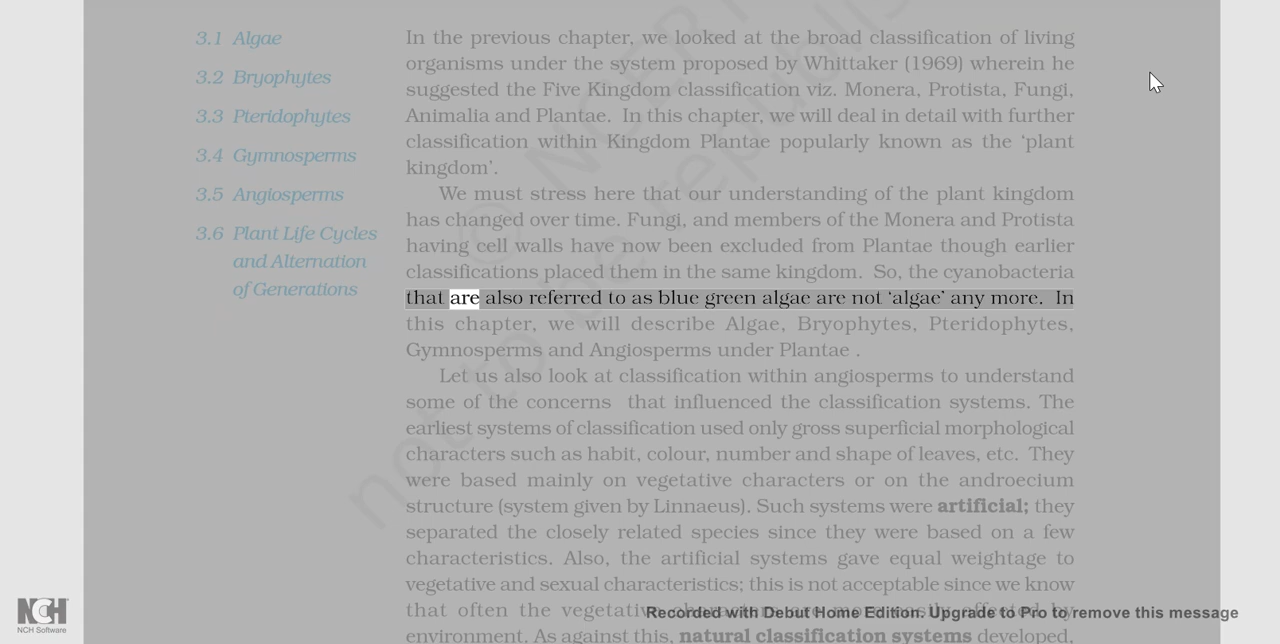 3.1 Algae
3.2 Bryophytes
3.3 Pteridophytes
3.4 Gymnosperms
3.5 Angiosperms
3.6 Plant Life Cycles
and Alternation
of Generations
In the previous chapter, we looked at the broad classification of living
organisms under the system proposed by Whittaker (1969) wherein he
suggested the Five Kingdom classification viz. Monera, Protista, Fungi,
Animalia and Plantae. In this chapter, we will deal in detail with further
classification within Kingdom Plantae popularly known as the ‘plant
kingdom’.
We must stress here that our understanding of the plant kingdom
has changed over time. Fungi, and members of the Monera and Protista
having cell walls have now been excluded from Plantae though earlier
classifications placed them in the same kingdom. So, the cyanobacteria
that are also referred to as blue green algae are not ‘algae’ any more. In
this chapter, we will describe Algae, Bryophytes, Pteridophytes,
Gymnosperms and Angiosperms under Plantae .
Let us also look at classification within angiosperms to understand
some of the concerns that influenced the classification systems. The
earliest systems of classification used only gross superficial morphological
characters such as habit, colour, number and shape of leaves, etc. They
were based mainly on vegetative characters or on the androecium
structure (system given by Linnaeus). Such systems were artificial; they
separated the closely related species since they were based on a few
characteristics. Also, the artificial systems gave equal weightage to
vegetative and sexual characteristics; this is not acceptable since we know
that often the vegetative characters are more easily affected by
environment. As against this, natural classification systems developed,
© NCERT
not to be republished
NCH
NCH Software
Recorded with Debut Home Edition. Upgrade to Pro to remove this message